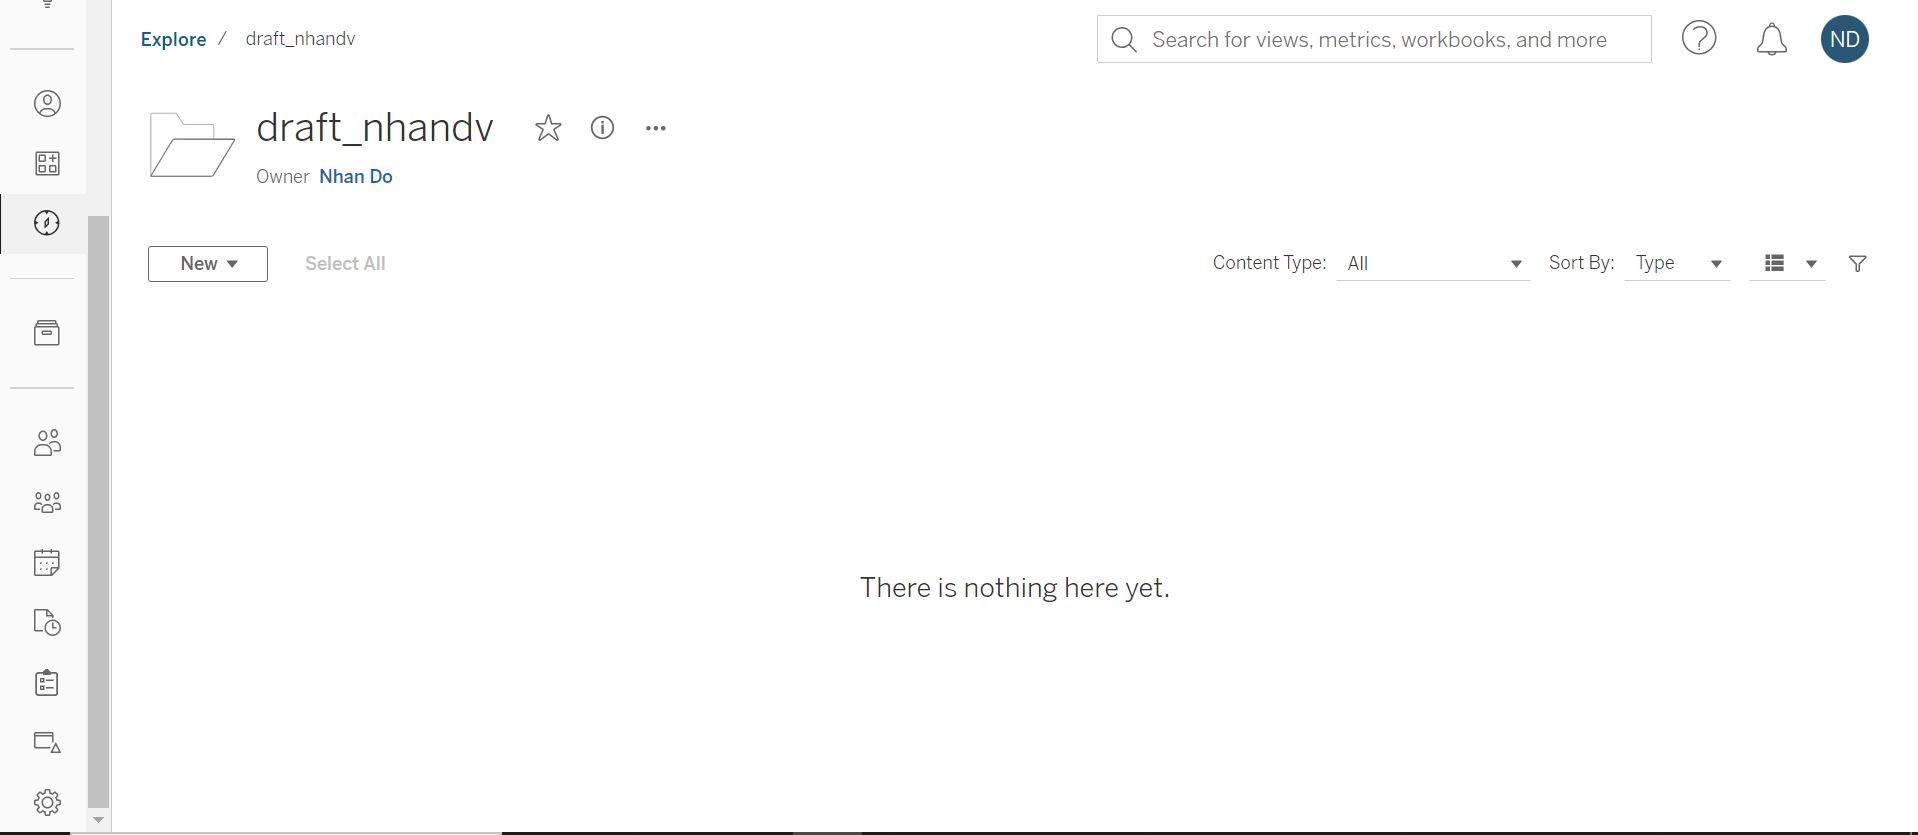 Explore / draft_nhandv
Search for views, metrics, workbooks, and more
ND
draft_nhandv
Owner Nhan Do
New
Select All
Content Type: All
Sort By: Type
There is nothing here yet.